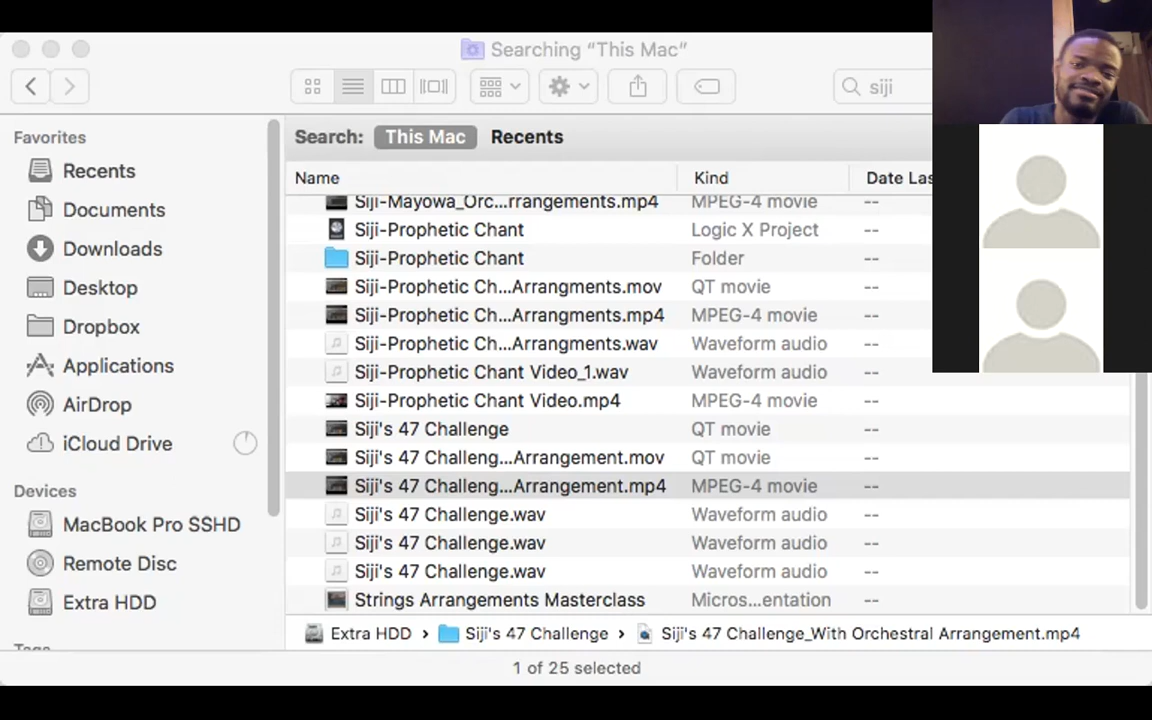 Searching “This Mac”
siji
Favorites
Recents
Documents
Downloads
Desktop
Dropbox
Applications
AirDrop
iCloud Drive
Devices
MacBook Pro SSHD
Remote Disc
Extra HDD
Tags
Search: This Mac Recents
Name Kind Date Las
Siji-Mayowa_Orc...rrangements.mp4 MPEG-4 movie --
Siji-Prophetic Chant Logic X Project --
Siji-Prophetic Chant Folder --
Siji-Prophetic Ch...Arrangments.mov QT movie --
Siji-Prophetic Ch...Arrangments.mp4 MPEG-4 movie --
Siji-Prophetic Ch...Arrangments.wav Waveform audio --
Siji-Prophetic Chant Video_1.wav Waveform audio --
Siji-Prophetic Chant Video.mp4 MPEG-4 movie --
Siji's 47 Challenge QT movie --
Siji's 47 Challeng...Arrangement.mov QT movie --
Siji's 47 Challeng...Arrangement.mp4 MPEG-4 movie --
Siji's 47 Challenge.wav Waveform audio --
Siji's 47 Challenge.wav Waveform audio --
Siji's 47 Challenge.wav Waveform audio --
Strings Arrangements Masterclass Micros...entation --
Extra HDD › Siji's 47 Challenge › Siji's 47 Challenge_With Orchestral Arrangement.mp4
1 of 25 selected